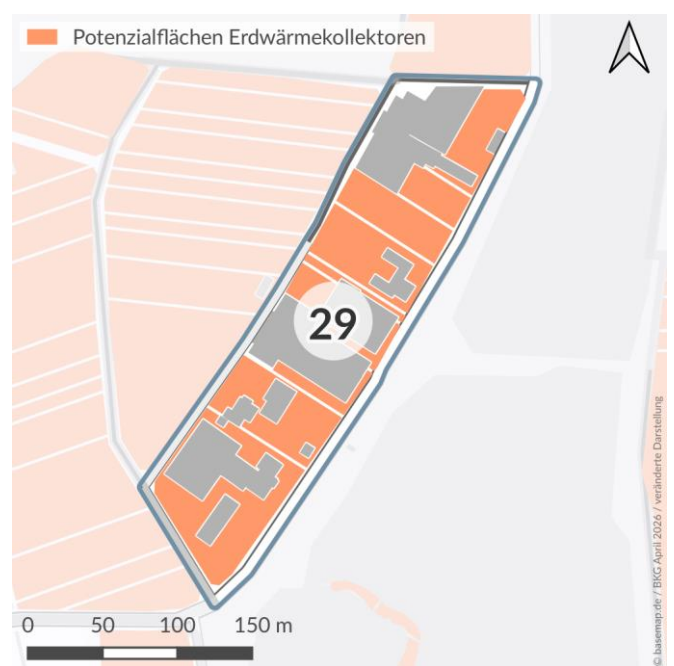 Potenzialflächen Erdwärmekollektoren
29
0 50 100 150 m
© basemap.de / BKG April 2026 / veränderte Darstellung